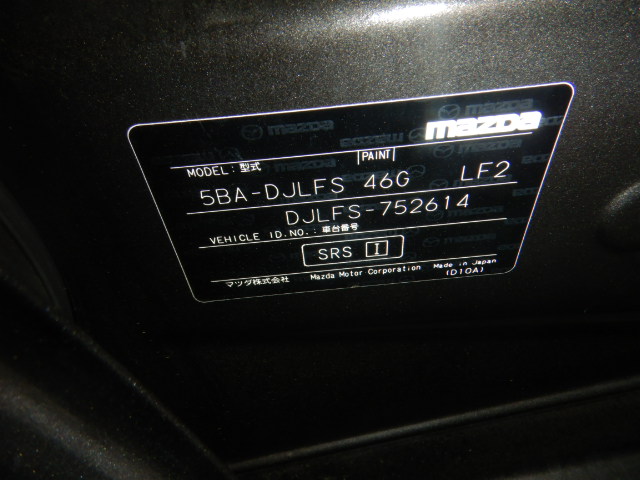 mazda
MODEL:型式 PAINT
5BA-DJLFS 46G LF2
DJLFS-752614
VEHICLE ID.NO.:車台番号
SRS I
マツダ株式会社 Mazda Motor Corporation Made in Japan
(D10A)